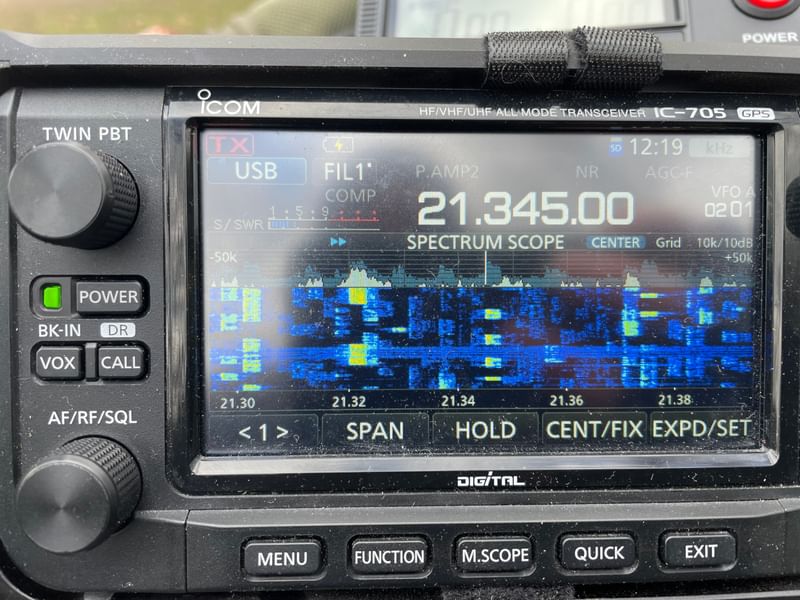 POWER
ICOM
HF/VHF/UHF ALL MODE TRANSCEIVER IC-705 GPS
TWIN PBT
TX
SD 12:19 kHz
USB FIL1 P.AMP2 NR AGC-F
COMP
VFO A
21.345.00 02 01
1 5 9
S/SWR
SPECTRUM SCOPE CENTER Grid 10k/10dB
-50k +50k
21.30 21.32 21.34 21.36 21.38
<1> SPAN HOLD CENT/FIX EXPD/SET
POWER
BK-IN DR
VOX CALL
AF/RF/SQL
DIGITAL
MENU FUNCTION M.SCOPE QUICK EXIT